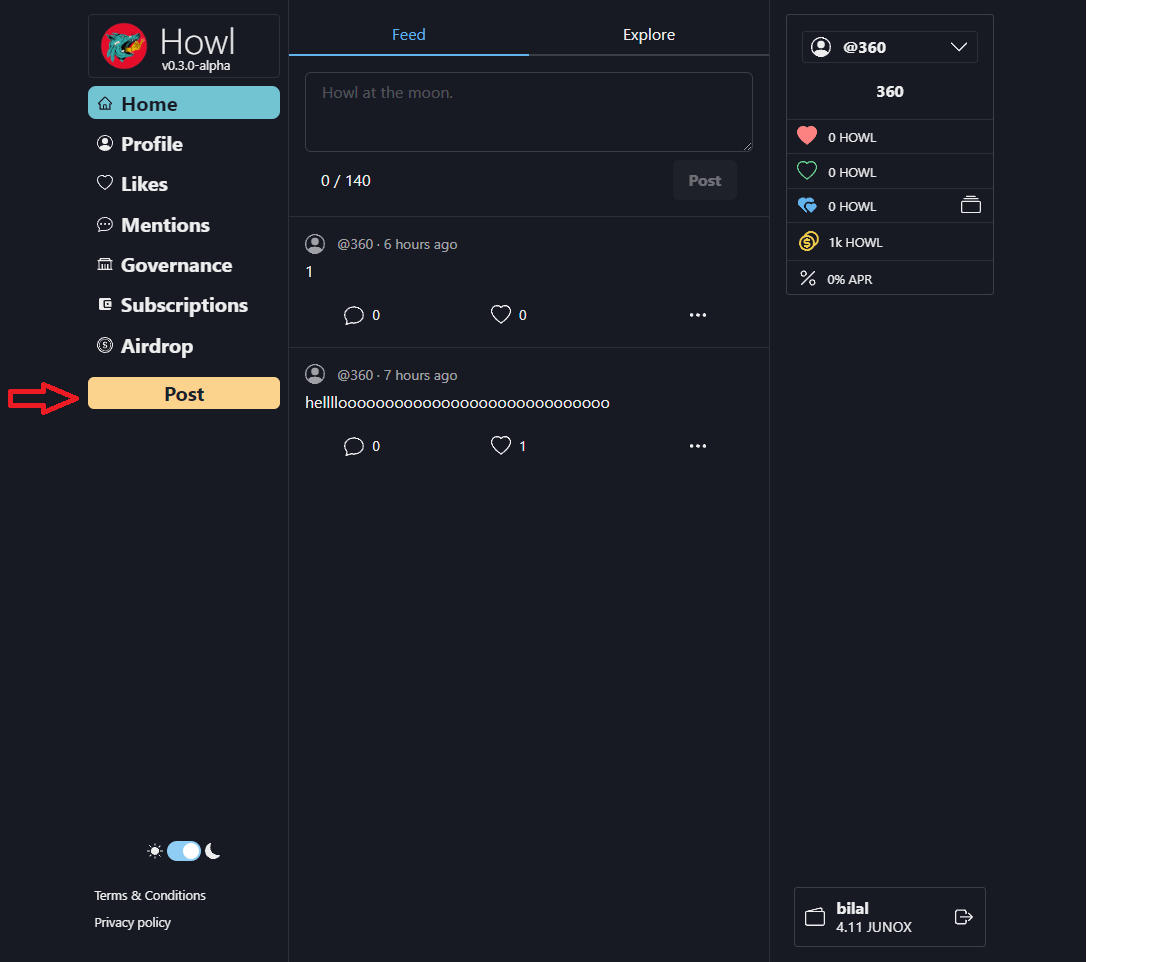 Howl
v0.3.0-alpha
Home
Profile
Likes
Mentions
Governance
Subscriptions
Airdrop
Post
Terms & Conditions
Privacy policy
Feed
Explore
Howl at the moon.
0 / 140
Post
@360 · 6 hours ago
1
0
0
@360 · 7 hours ago
helllloooooooooooooooooooooooooooooo
0
1
@360
360
0 HOWL
0 HOWL
0 HOWL
1k HOWL
0% APR
bilal
4.11 JUNOX